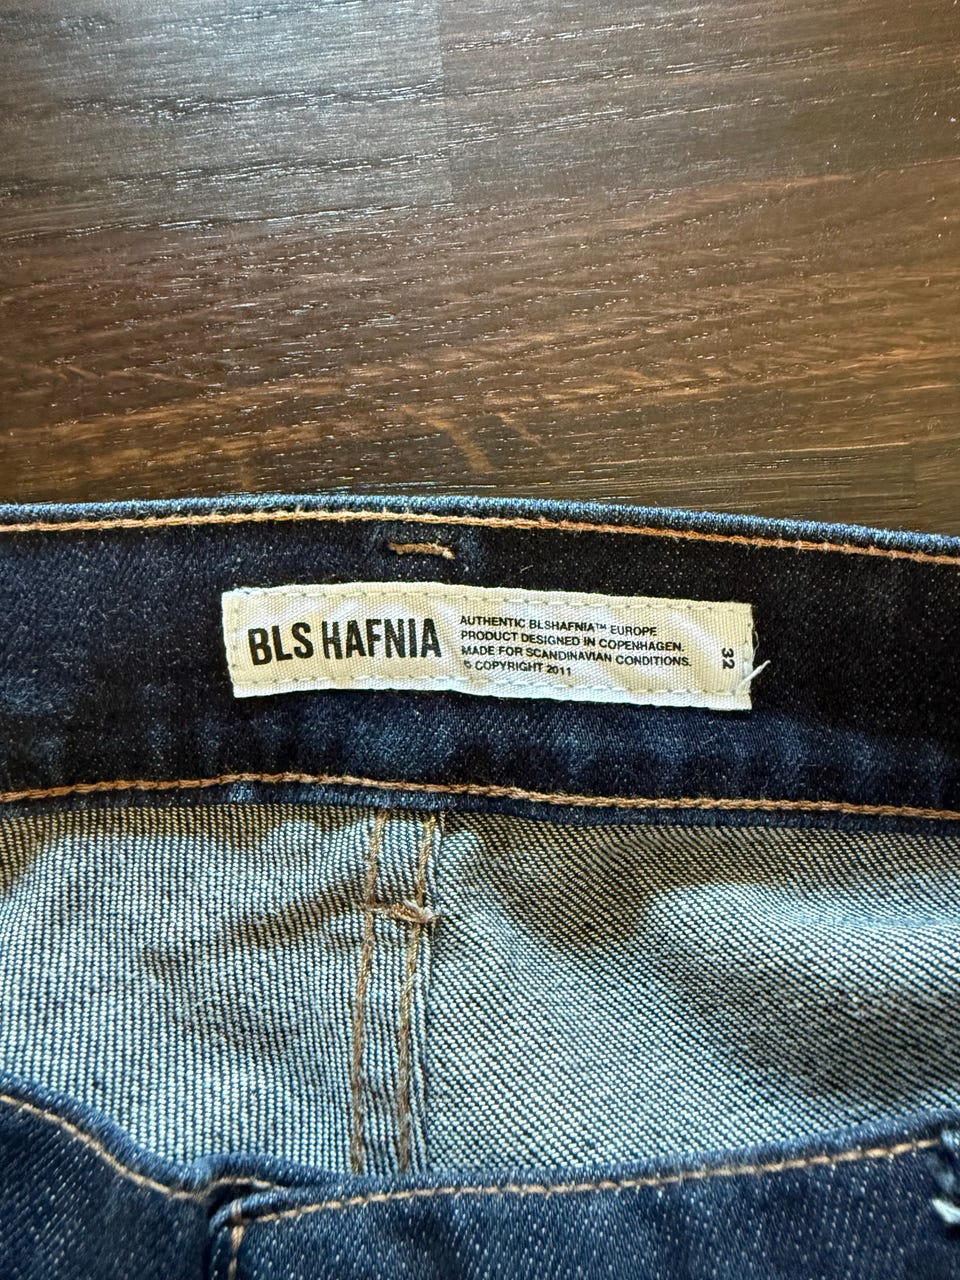 BLS HAFNIA
AUTHENTIC BLSHAFNIA™ EUROPE
PRODUCT DESIGNED IN COPENHAGEN.
MADE FOR SCANDINAVIAN CONDITIONS.
© COPYRIGHT 2011
32